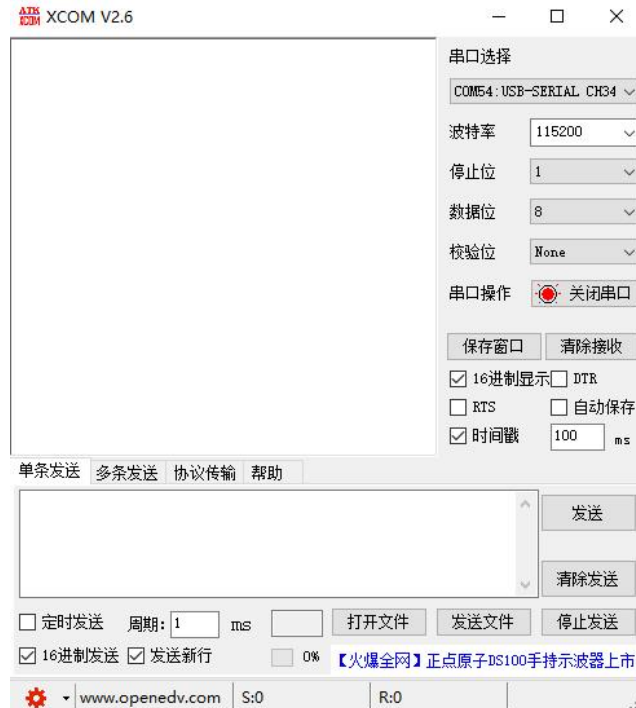 ATK XCOM XCOM V2.6
串口选择
COM54:USB-SERIAL CH34
波特率 115200
停止位 1
数据位 8
校验位 None
串口操作 关闭串口
保存窗口 清除接收
16进制显示 DTR
RTS 自动保存
时间戳 100 ms
单条发送 多条发送 协议传输 帮助
发送
清除发送
定时发送 周期: 1 ms 打开文件 发送文件 停止发送
16进制发送 发送新行 0% 【火爆全网】正点原子DS100手持示波器上市
www.openedv.com S:0 R:0